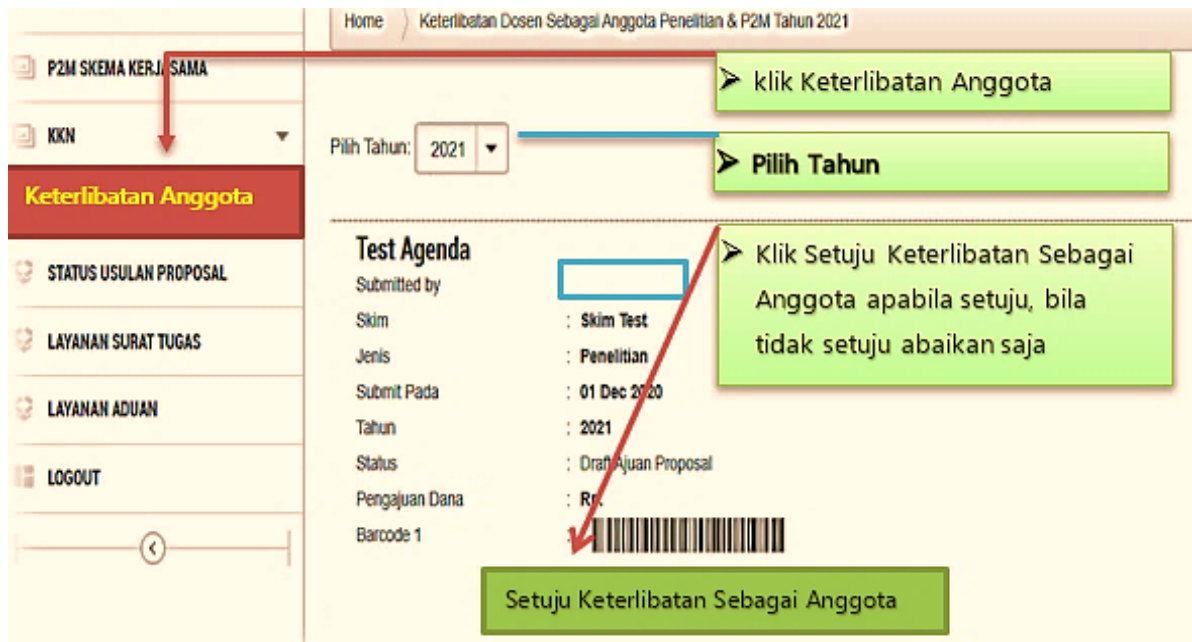 Home
Keterlibatan Dosen Sebagai Anggota Penelitian & P2M Tahun 2021
P2M SKEMA KERJASAMA
KKN
Keterlibatan Anggota
STATUS USULAN PROPOSAL
LAYANAN SURAT TUGAS
LAYANAN ADUAN
LOGOUT
klik Keterlibatan Anggota
Pilih Tahun: 2021
Pilih Tahun
Test Agenda
Submitted by
Skim : Skim Test
Jenis : Penelitian
Submit Pada : 01 Dec 2020
Tahun : 2021
Status : Draft Ajuan Proposal
Pengajuan Dana : Rp.
Barcode 1 :
Klik Setuju Keterlibatan Sebagai
Anggota apabila setuju, bila
tidak setuju abaikan saja
Setuju Keterlibatan Sebagai Anggota